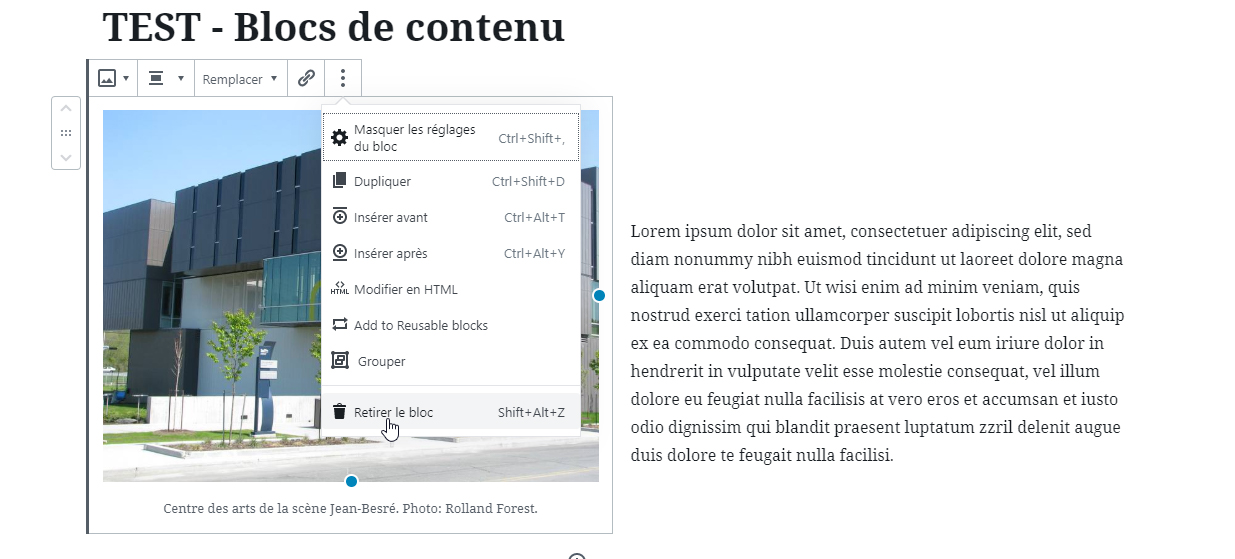 TEST - Blocs de contenu
Remplacer
Masquer les réglages
du bloc
Ctrl+Shift+,
Dupliquer
Ctrl+Shift+D
Insérer avant
Ctrl+Alt+T
Insérer après
Ctrl+Alt+Y
HTML
Modifier en HTML
Add to Reusable blocks
Grouper
Retirer le bloc
Shift+Alt+Z
Centre des arts de la scène Jean-Besré. Photo: Rolland Forest.
Lorem ipsum dolor sit amet, consectetuer adipiscing elit, sed
diam nonummy nibh euismod tincidunt ut laoreet dolore magna
aliquam erat volutpat. Ut wisi enim ad minim veniam, quis
nostrud exerci tation ullamcorper suscipit lobortis nisl ut aliquip
ex ea commodo consequat. Duis autem vel eum iriure dolor in
hendrerit in vulputate velit esse molestie consequat, vel illum
dolore eu feugiat nulla facilisis at vero eros et accumsan et iusto
odio dignissim qui blandit praesent luptatum zzril delenit augue
duis dolore te feugait nulla facilisi.